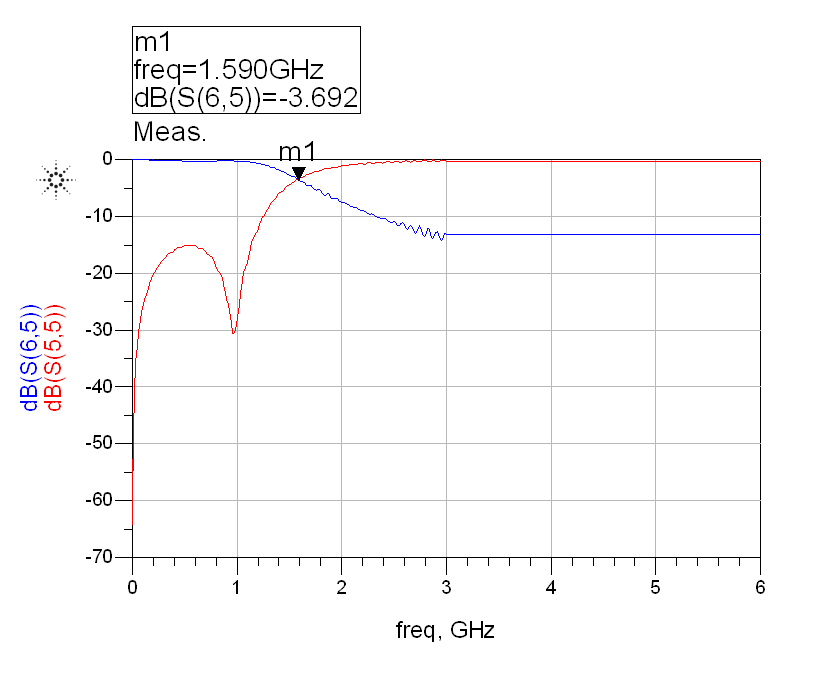 m1
freq=1.590GHz
dB(S(6,5))=-3.692
Meas.
m1
0
-10
-20
-30
-40
-50
-60
-70
0 1 2 3 4 5 6
freq, GHz
dB(S(6,5))
dB(S(5,5))